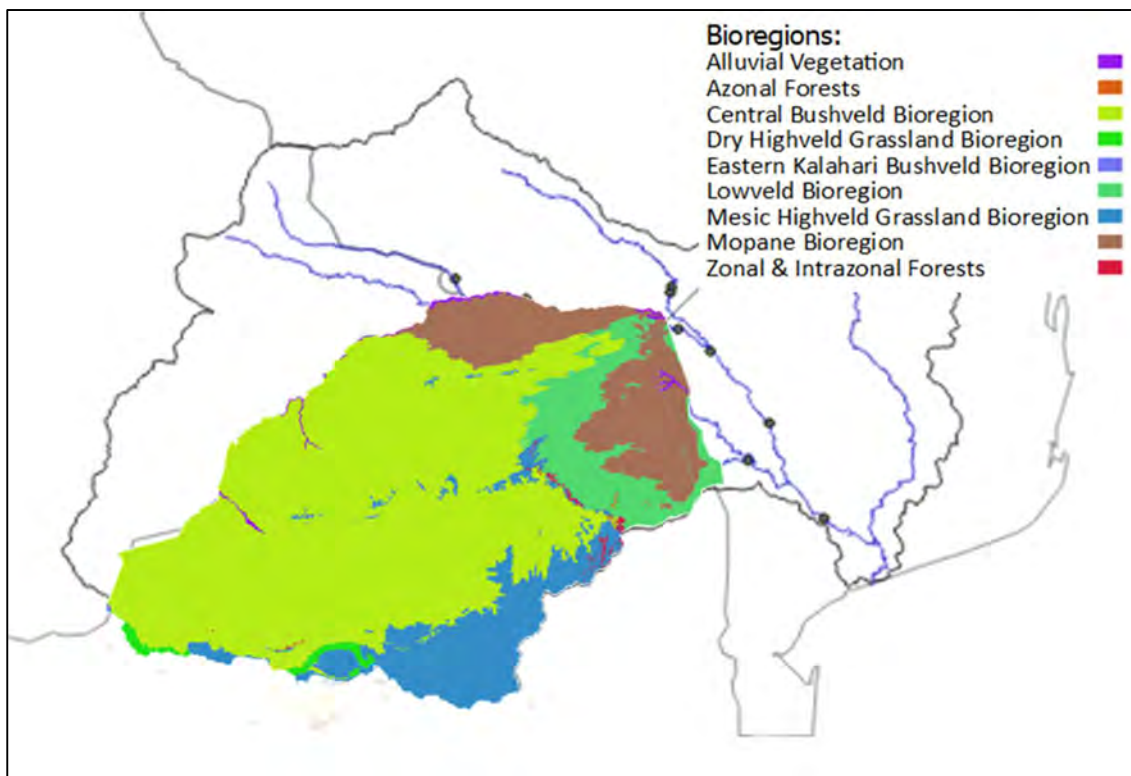 Bioregions:
Alluvial Vegetation
Azonal Forests
Central Bushveld Bioregion
Dry Highveld Grassland Bioregion
Eastern Kalahari Bushveld Bioregion
Lowveld Bioregion
Mesic Highveld Grassland Bioregion
Mopane Bioregion
Zonal & Intrazonal Forests